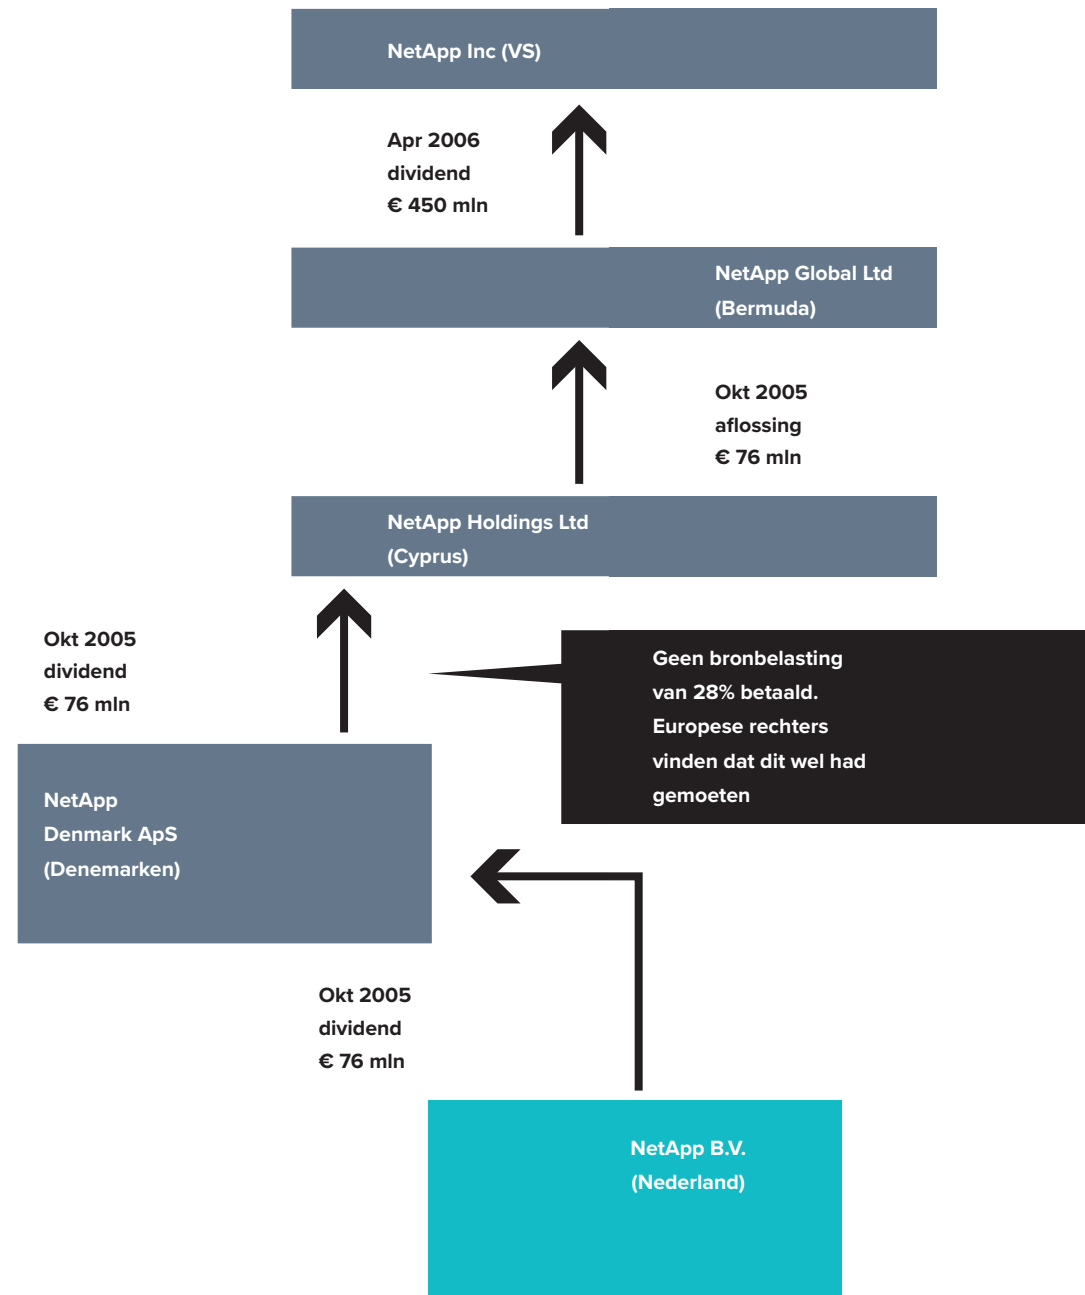 NetApp Inc (VS)
Apr 2006
dividend
€ 450 mln
NetApp Global Ltd
(Bermuda)
Okt 2005
aflossing
€ 76 mln
NetApp Holdings Ltd
(Cyprus)
Okt 2005
dividend
€ 76 mln
Geen bronbelasting
van 28% betaald.
Europese rechters
vinden dat dit wel had
gemoeten
NetApp
Denmark ApS
(Denemarken)
Okt 2005
dividend
€ 76 mln
NetApp B.V.
(Nederland)